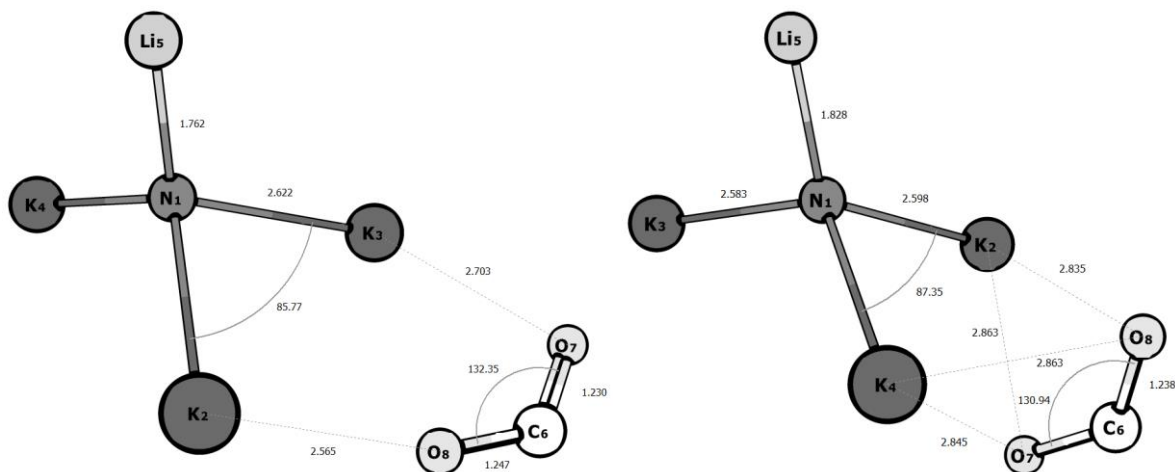 Li5
1.762
K4
N1
2.622
K3
2.703
85.77
O7
132.35
1.230
K2
C6
O8
2.565
1.247
Li5
1.828
K3
2.583
N1
2.598
K2
2.835
87.35
2.863
O8
2.863
K4
130.94
1.238
C6
2.845
O7